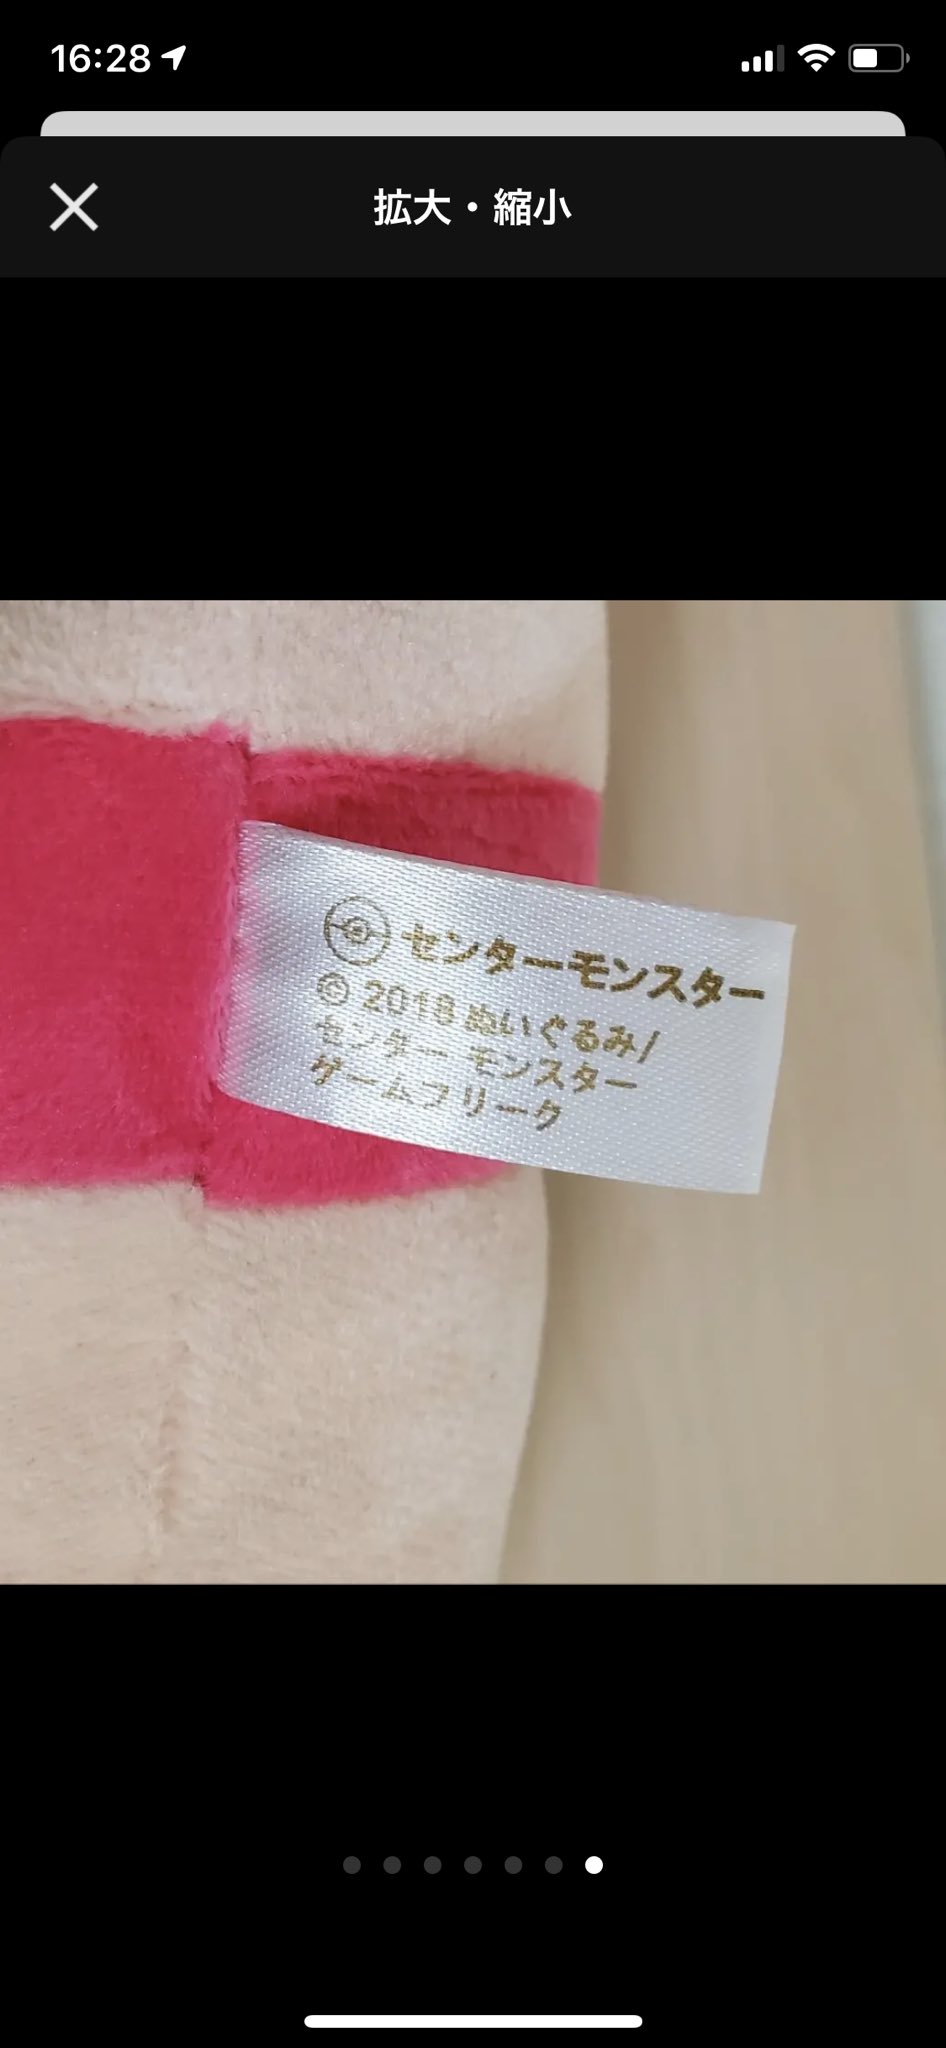 16:28
拡大・縮小
センターモンスター
© 2018 ぬいぐるみ/
センター モンスター
ゲームフリーク